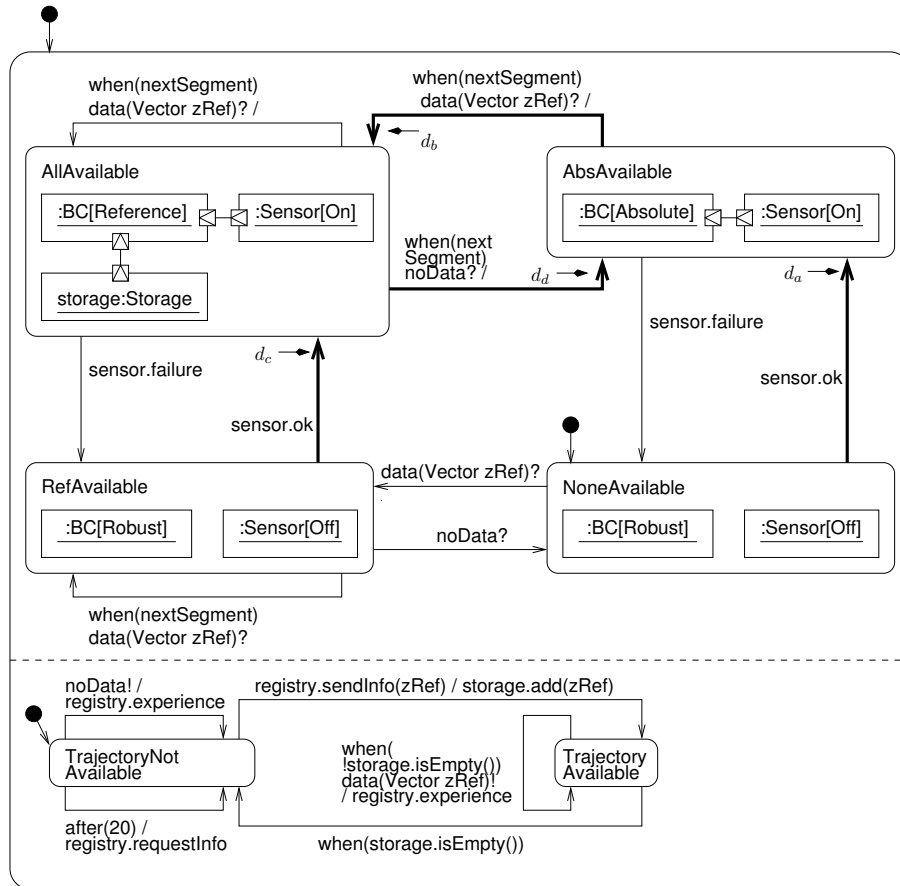 when(nextSegment)
data(Vector zRef)? /
when(nextSegment)
data(Vector zRef)? /
d_b
AllAvailable
:BC[Reference]
:Sensor[On]
storage:Storage
AbsAvailable
:BC[Absolute]
:Sensor[On]
when(next
Segment)
noData? /
d_d
d_a
d_c
sensor.failure
sensor.failure
sensor.ok
sensor.ok
RefAvailable
:BC[Robust]
:Sensor[Off]
data(Vector zRef)?
noData?
NoneAvailable
:BC[Robust]
:Sensor[Off]
when(nextSegment)
data(Vector zRef)?
noData! /
registry.experience
registry.sendInfo(zRef) / storage.add(zRef)
TrajectoryNot
Available
when(
!storage.isEmpty())
data(Vector zRef)!
/ registry.experience
Trajectory
Available
after(20) /
registry.requestInfo
when(storage.isEmpty())